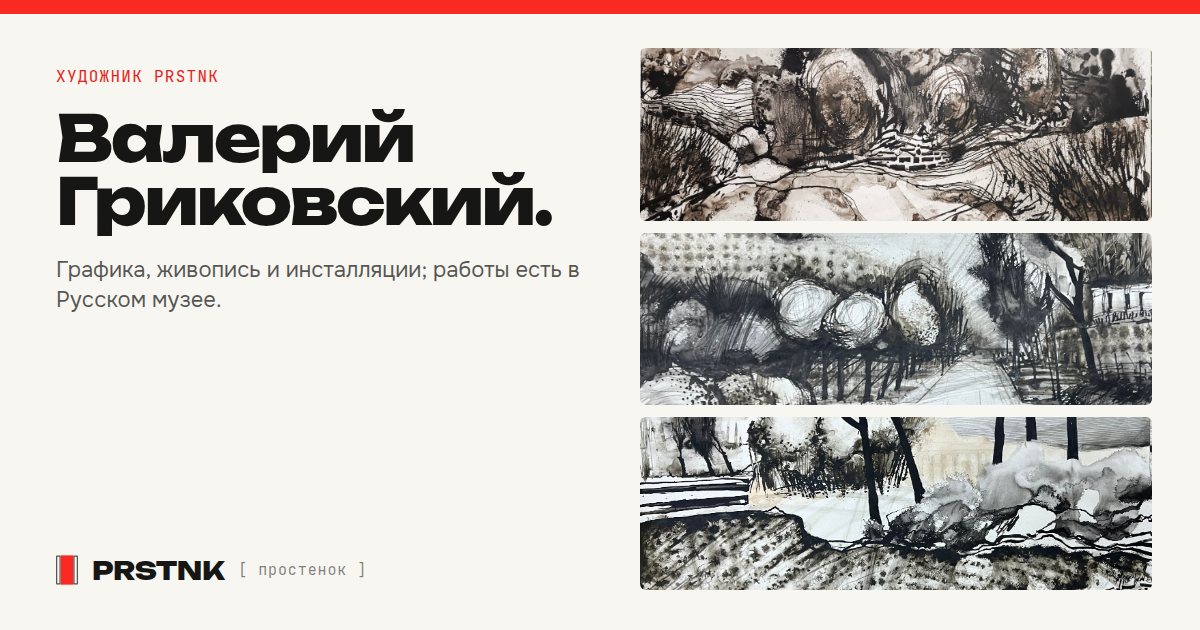 ХУДОЖНИК PRSTNK
Валерий
Гриковский.
Графика, живопись и инсталляции; работы есть в
Русском музее.
PRSTNK [ простенок ]